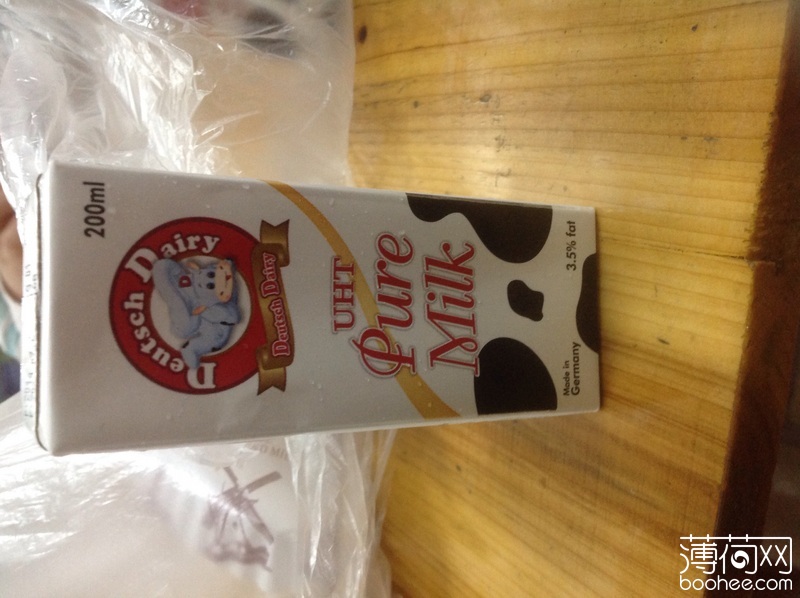 200ml
Deutsch Dairy
Deutsch Dairy
UHT
Pure
Milk
3.5% fat
Made in
Germany
薄荷网
boohee.com